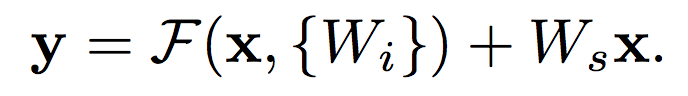 y = F(x, {W_i}) + W_s x.